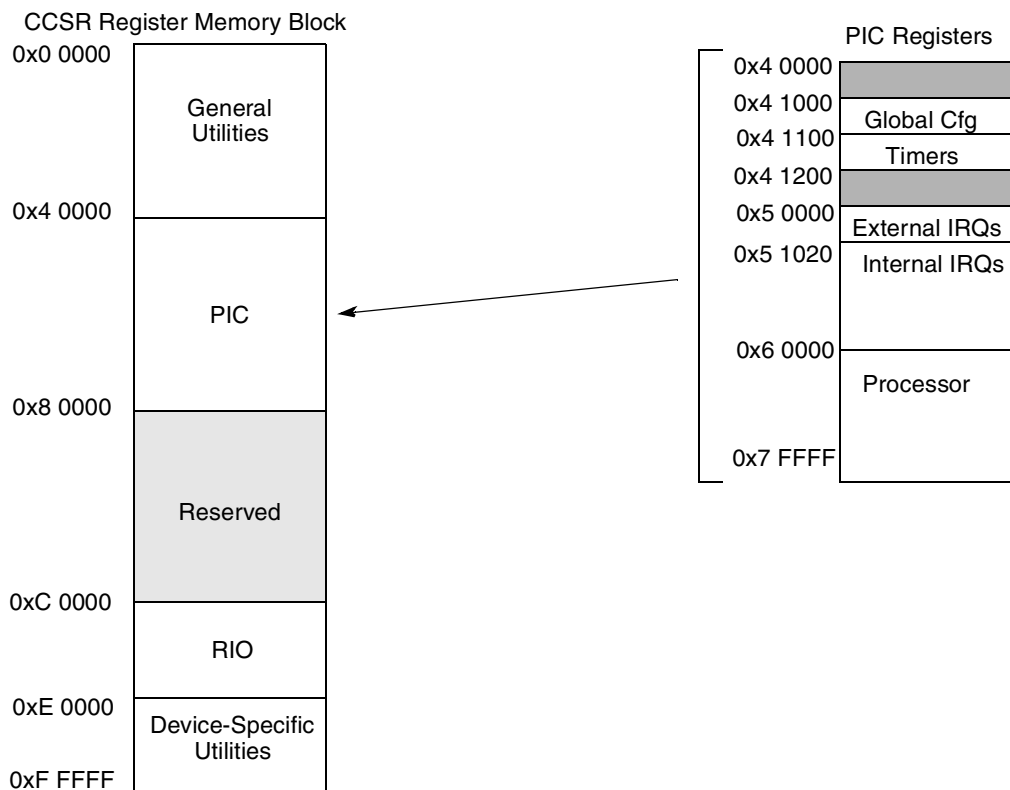 CCSR Register Memory Block
0x0 0000
General
Utilities
0x4 0000
PIC
0x8 0000
Reserved
0xC 0000
RIO
0xE 0000
Device-Specific
Utilities
0xF FFFF
PIC Registers
0x4 0000
0x4 1000
Global Cfg
0x4 1100
Timers
0x4 1200
0x5 0000
External IRQs
0x5 1020
Internal IRQs
0x6 0000
Processor
0x7 FFFF